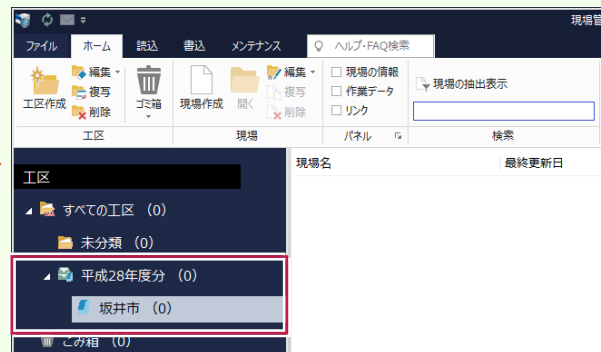 現場管
ファイル ホーム 読込 書込 メンテナンス ヘルプ・FAQ検索
工区作成 編集 複写 削除 ゴミ箱 現場作成 開く 編集 複写 削除 現場の情報 作業データ リンク 現場の抽出表示
工区 現場 パネル 検索
工区 現場名 最終更新日
すべての工区 (0)
未分類 (0)
平成28年度分 (0)
坂井市 (0)
ごみ箱 (0)